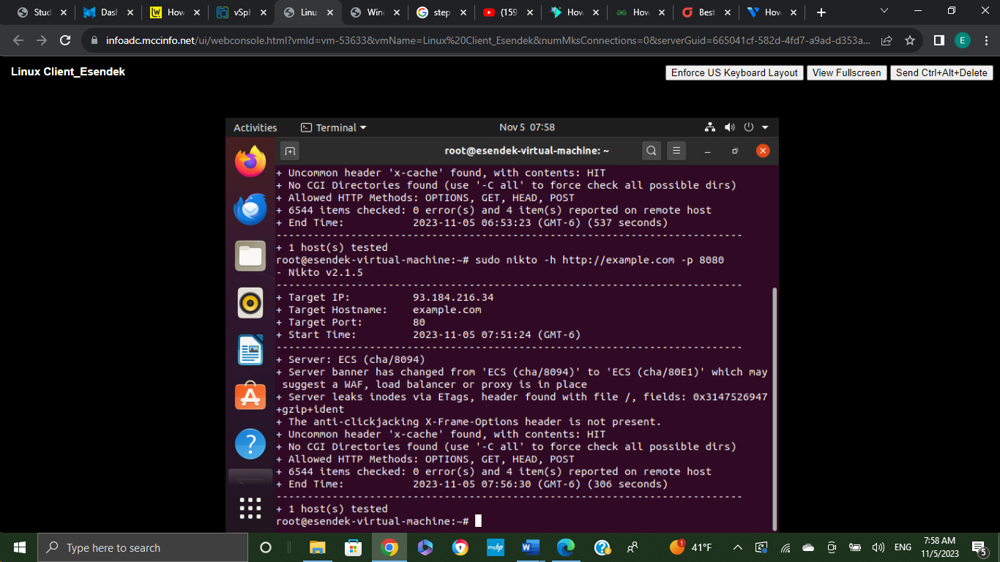 Stud
Dash
How
vSph
Linu
Wind
step
(159
How
How
Best
How
infoadc.mccinfo.net/ui/webconsole.html?vmId=vm-53633&vmName=Linux%20Client_Esendek&numMksConnections=0&serverGuid=665041cf-582d-4fd7-a9ad-d353a...
E
Linux Client_Esendek
Enforce US Keyboard Layout
View Fullscreen
Send Ctrl+Alt+Delete
Activities
Terminal
Nov 5 07:58
root@esendek-virtual-machine: ~
+ Uncommon header 'x-cache' found, with contents: HIT
+ No CGI Directories found (use '-C all' to force check all possible dirs)
+ Allowed HTTP Methods: OPTIONS, GET, HEAD, POST
+ 6544 items checked: 0 error(s) and 4 item(s) reported on remote host
+ End Time: 2023-11-05 06:53:23 (GMT-6) (537 seconds)
---------------------------------------------------------------------------
+ 1 host(s) tested
root@esendek-virtual-machine:~# sudo nikto -h http://example.com -p 8080
- Nikto v2.1.5
---------------------------------------------------------------------------
+ Target IP: 93.184.216.34
+ Target Hostname: example.com
+ Target Port: 80
+ Start Time: 2023-11-05 07:51:24 (GMT-6)
---------------------------------------------------------------------------
+ Server: ECS (cha/8094)
+ Server banner has changed from 'ECS (cha/8094)' to 'ECS (cha/80E1)' which may
suggest a WAF, load balancer or proxy is in place
+ Server leaks inodes via ETags, header found with file /, fields: 0x3147526947
+gzip+ident
+ The anti-clickjacking X-Frame-Options header is not present.
+ Uncommon header 'x-cache' found, with contents: HIT
+ No CGI Directories found (use '-C all' to force check all possible dirs)
+ Allowed HTTP Methods: OPTIONS, GET, HEAD, POST
+ 6544 items checked: 0 error(s) and 4 item(s) reported on remote host
+ End Time: 2023-11-05 07:56:30 (GMT-6) (306 seconds)
---------------------------------------------------------------------------
+ 1 host(s) tested
root@esendek-virtual-machine:~#
Type here to search
myhp
1
41°F
ENG
7:58 AM
11/5/2023
5